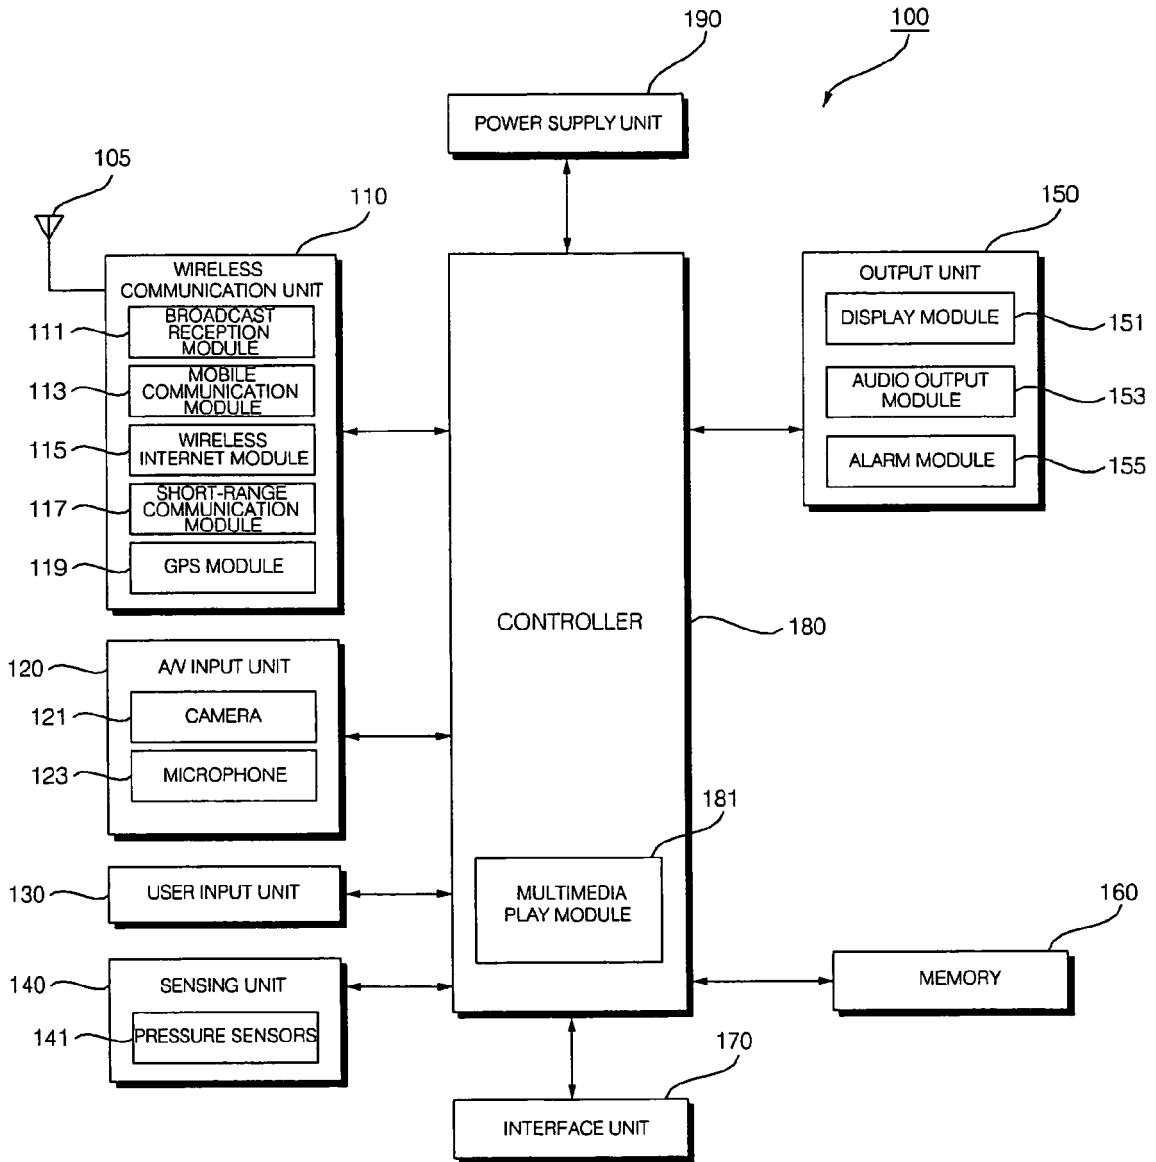 190
100
POWER SUPPLY UNIT
105
110
150
WIRELESS
COMMUNICATION UNIT
111
BROADCAST
RECEPTION
MODULE
113
MOBILE
COMMUNICATION
MODULE
115
WIRELESS
INTERNET MODULE
117
SHORT-RANGE
COMMUNICATION
MODULE
119
GPS MODULE
OUTPUT UNIT
DISPLAY MODULE
151
AUDIO OUTPUT
MODULE
153
ALARM MODULE
155
CONTROLLER
180
120
A/V INPUT UNIT
121
CAMERA
123
MICROPHONE
181
MULTIMEDIA
PLAY MODULE
130
USER INPUT UNIT
140
SENSING UNIT
141
PRESSURE SENSORS
160
MEMORY
170
INTERFACE UNIT